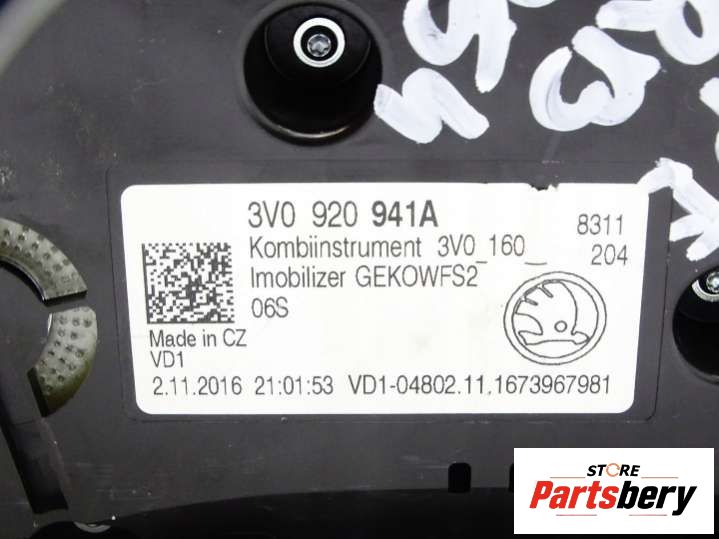 3V0 920 941A
8311
Kombiinstrument 3V0_160__
204
Imobilizer GEKOWFS2
06S
Made in CZ
VD1
2.11.2016 21:01:53 VD1-04802.11.1673967981
STORE
Partsbery